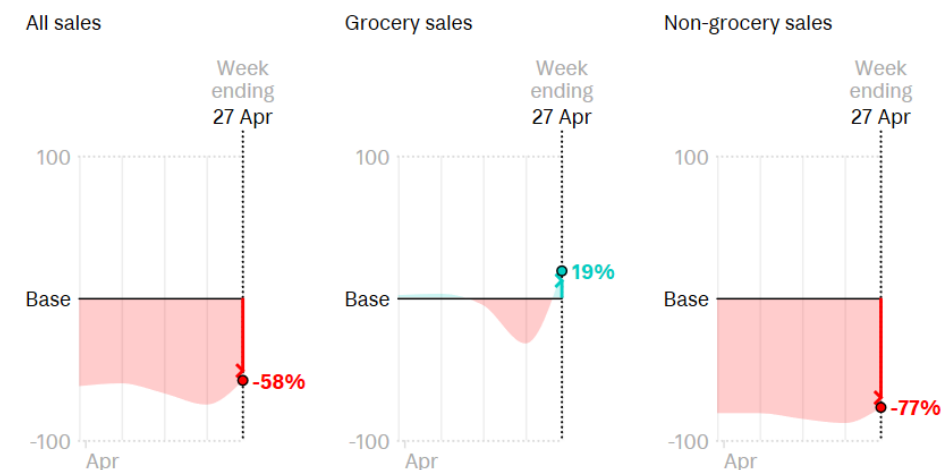 All sales
Week
ending
27 Apr
100
Base
-58%
-100
Apr
Grocery sales
Week
ending
27 Apr
100
19%
Base
-100
Apr
Non-grocery sales
Week
ending
27 Apr
100
Base
-77%
-100
Apr